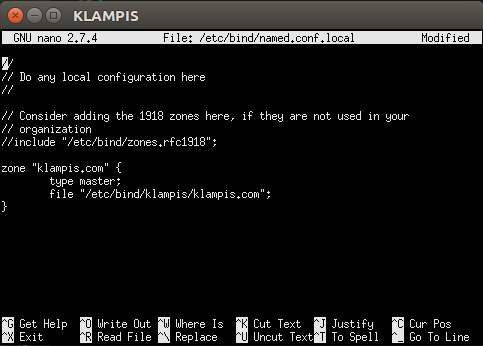 KLAMPIS
GNU nano 2.7.4 File: /etc/bind/named.conf.local Modified
//
// Do any local configuration here
//
// Consider adding the 1918 zones here, if they are not used in your
// organization
//include "/etc/bind/zones.rfc1918";
zone "klampis.com" {
type master;
file "/etc/bind/klampis/klampis.com";
}
^G Get Help ^O Write Out ^W Where Is ^K Cut Text ^J Justify ^C Cur Pos
^X Exit ^R Read File ^\ Replace ^U Uncut Text ^T To Spell ^_ Go To Line